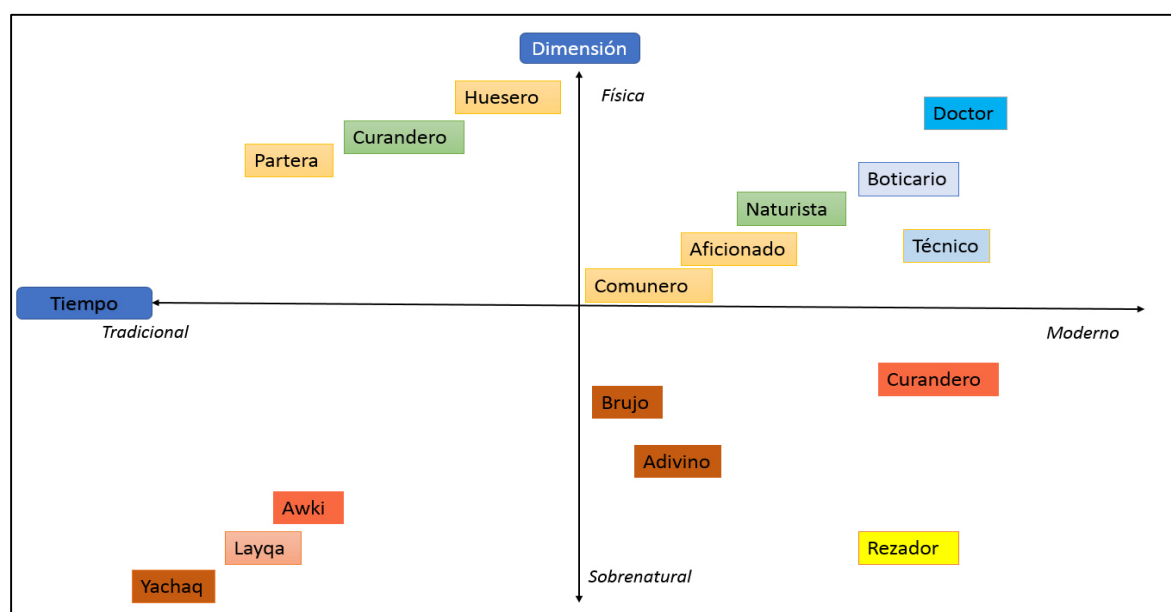 Dimensión
Huesero
Física
Doctor
Curandero
Partera
Boticario
Naturista
Aficionado
Técnico
Comunero
Tiempo
Tradicional
Moderno
Curandero
Brujo
Adivino
Awki
Layqa
Rezador
Yachaq
Sobrenatural